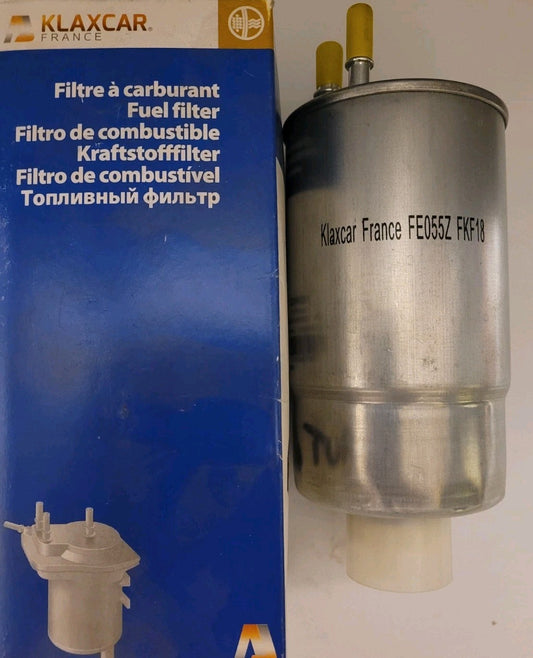 KLAXCAR
FRANCE
Filtre à carburant
Fuel filter
Filtro de combustible
Kraftstofffilter
Filtro de combustível
Топливный фильтр
Klaxcar France FE055Z FKF18